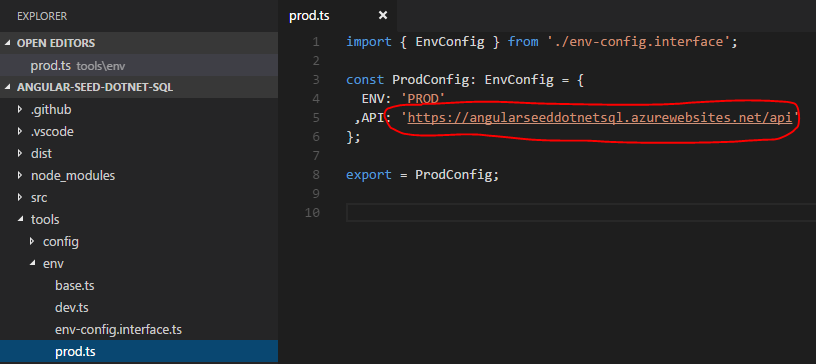 EXPLORER
OPEN EDITORS
prod.ts tools\env
ANGULAR-SEED-DOTNET-SQL
.github
.vscode
dist
node_modules
src
tools
config
env
base.ts
dev.ts
env-config.interface.ts
prod.ts
prod.ts ×
1 import { EnvConfig } from './env-config.interface';
2
3 const ProdConfig: EnvConfig = {
4 ENV: 'PROD'
5 ,API: 'https://angularseeddotnetsql.azurewebsites.net/api'
6 };
7
8 export = ProdConfig;
9
10